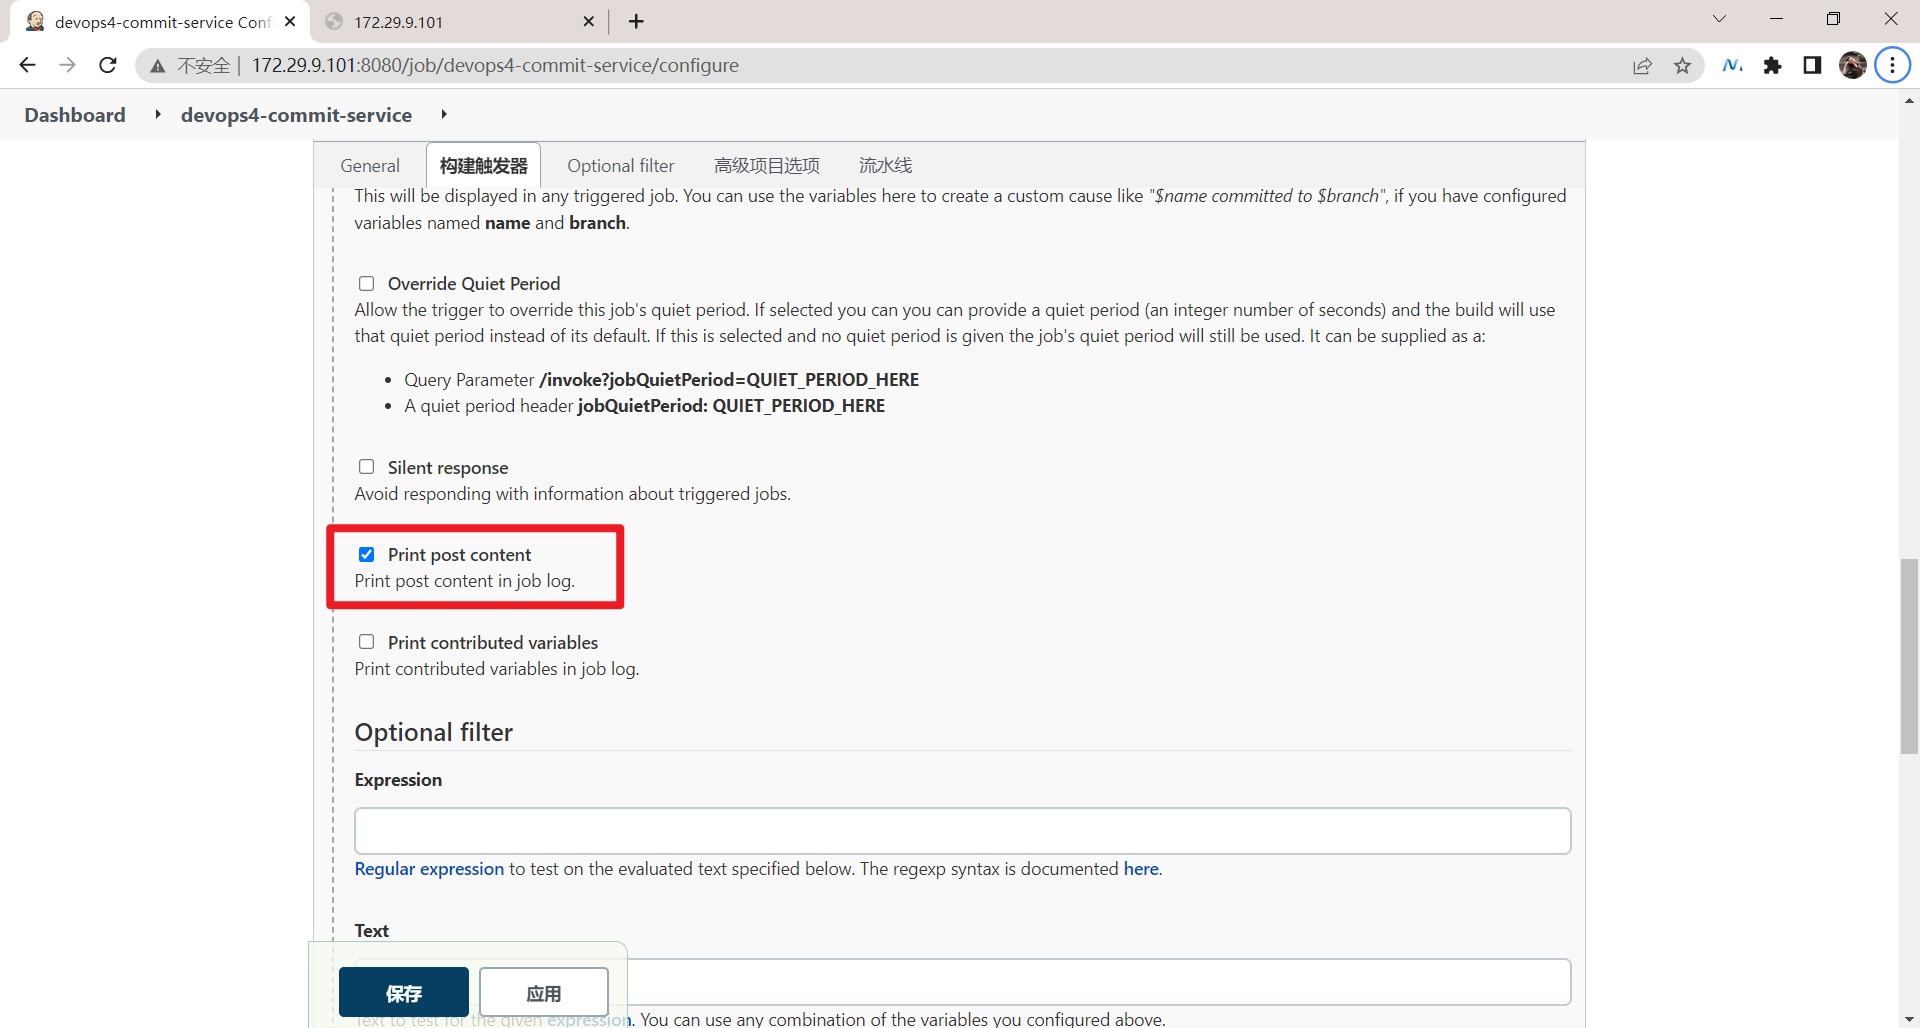 devops4-commit-service Conf
172.29.9.101
不安全 | 172.29.9.101:8080/job/devops4-commit-service/configure
Dashboard
devops4-commit-service
General
构建触发器
Optional filter
高级项目选项
流水线
This will be displayed in any triggered job. You can use the variables here to create a custom cause like "$name committed to $branch", if you have configured
variables named name and branch.
Override Quiet Period
Allow the trigger to override this job's quiet period. If selected you can you can provide a quiet period (an integer number of seconds) and the build will use
that quiet period instead of its default. If this is selected and no quiet period is given the job's quiet period will still be used. It can be supplied as a:
• Query Parameter /invoke?jobQuietPeriod=QUIET_PERIOD_HERE
• A quiet period header jobQuietPeriod: QUIET_PERIOD_HERE
Silent response
Avoid responding with information about triggered jobs.
Print post content
Print post content in job log.
Print contributed variables
Print contributed variables in job log.
Optional filter
Expression
Regular expression to test on the evaluated text specified below. The regexp syntax is documented here.
Text
保存
应用
Text to test for the given expression. You can use any combination of the variables you configured above.